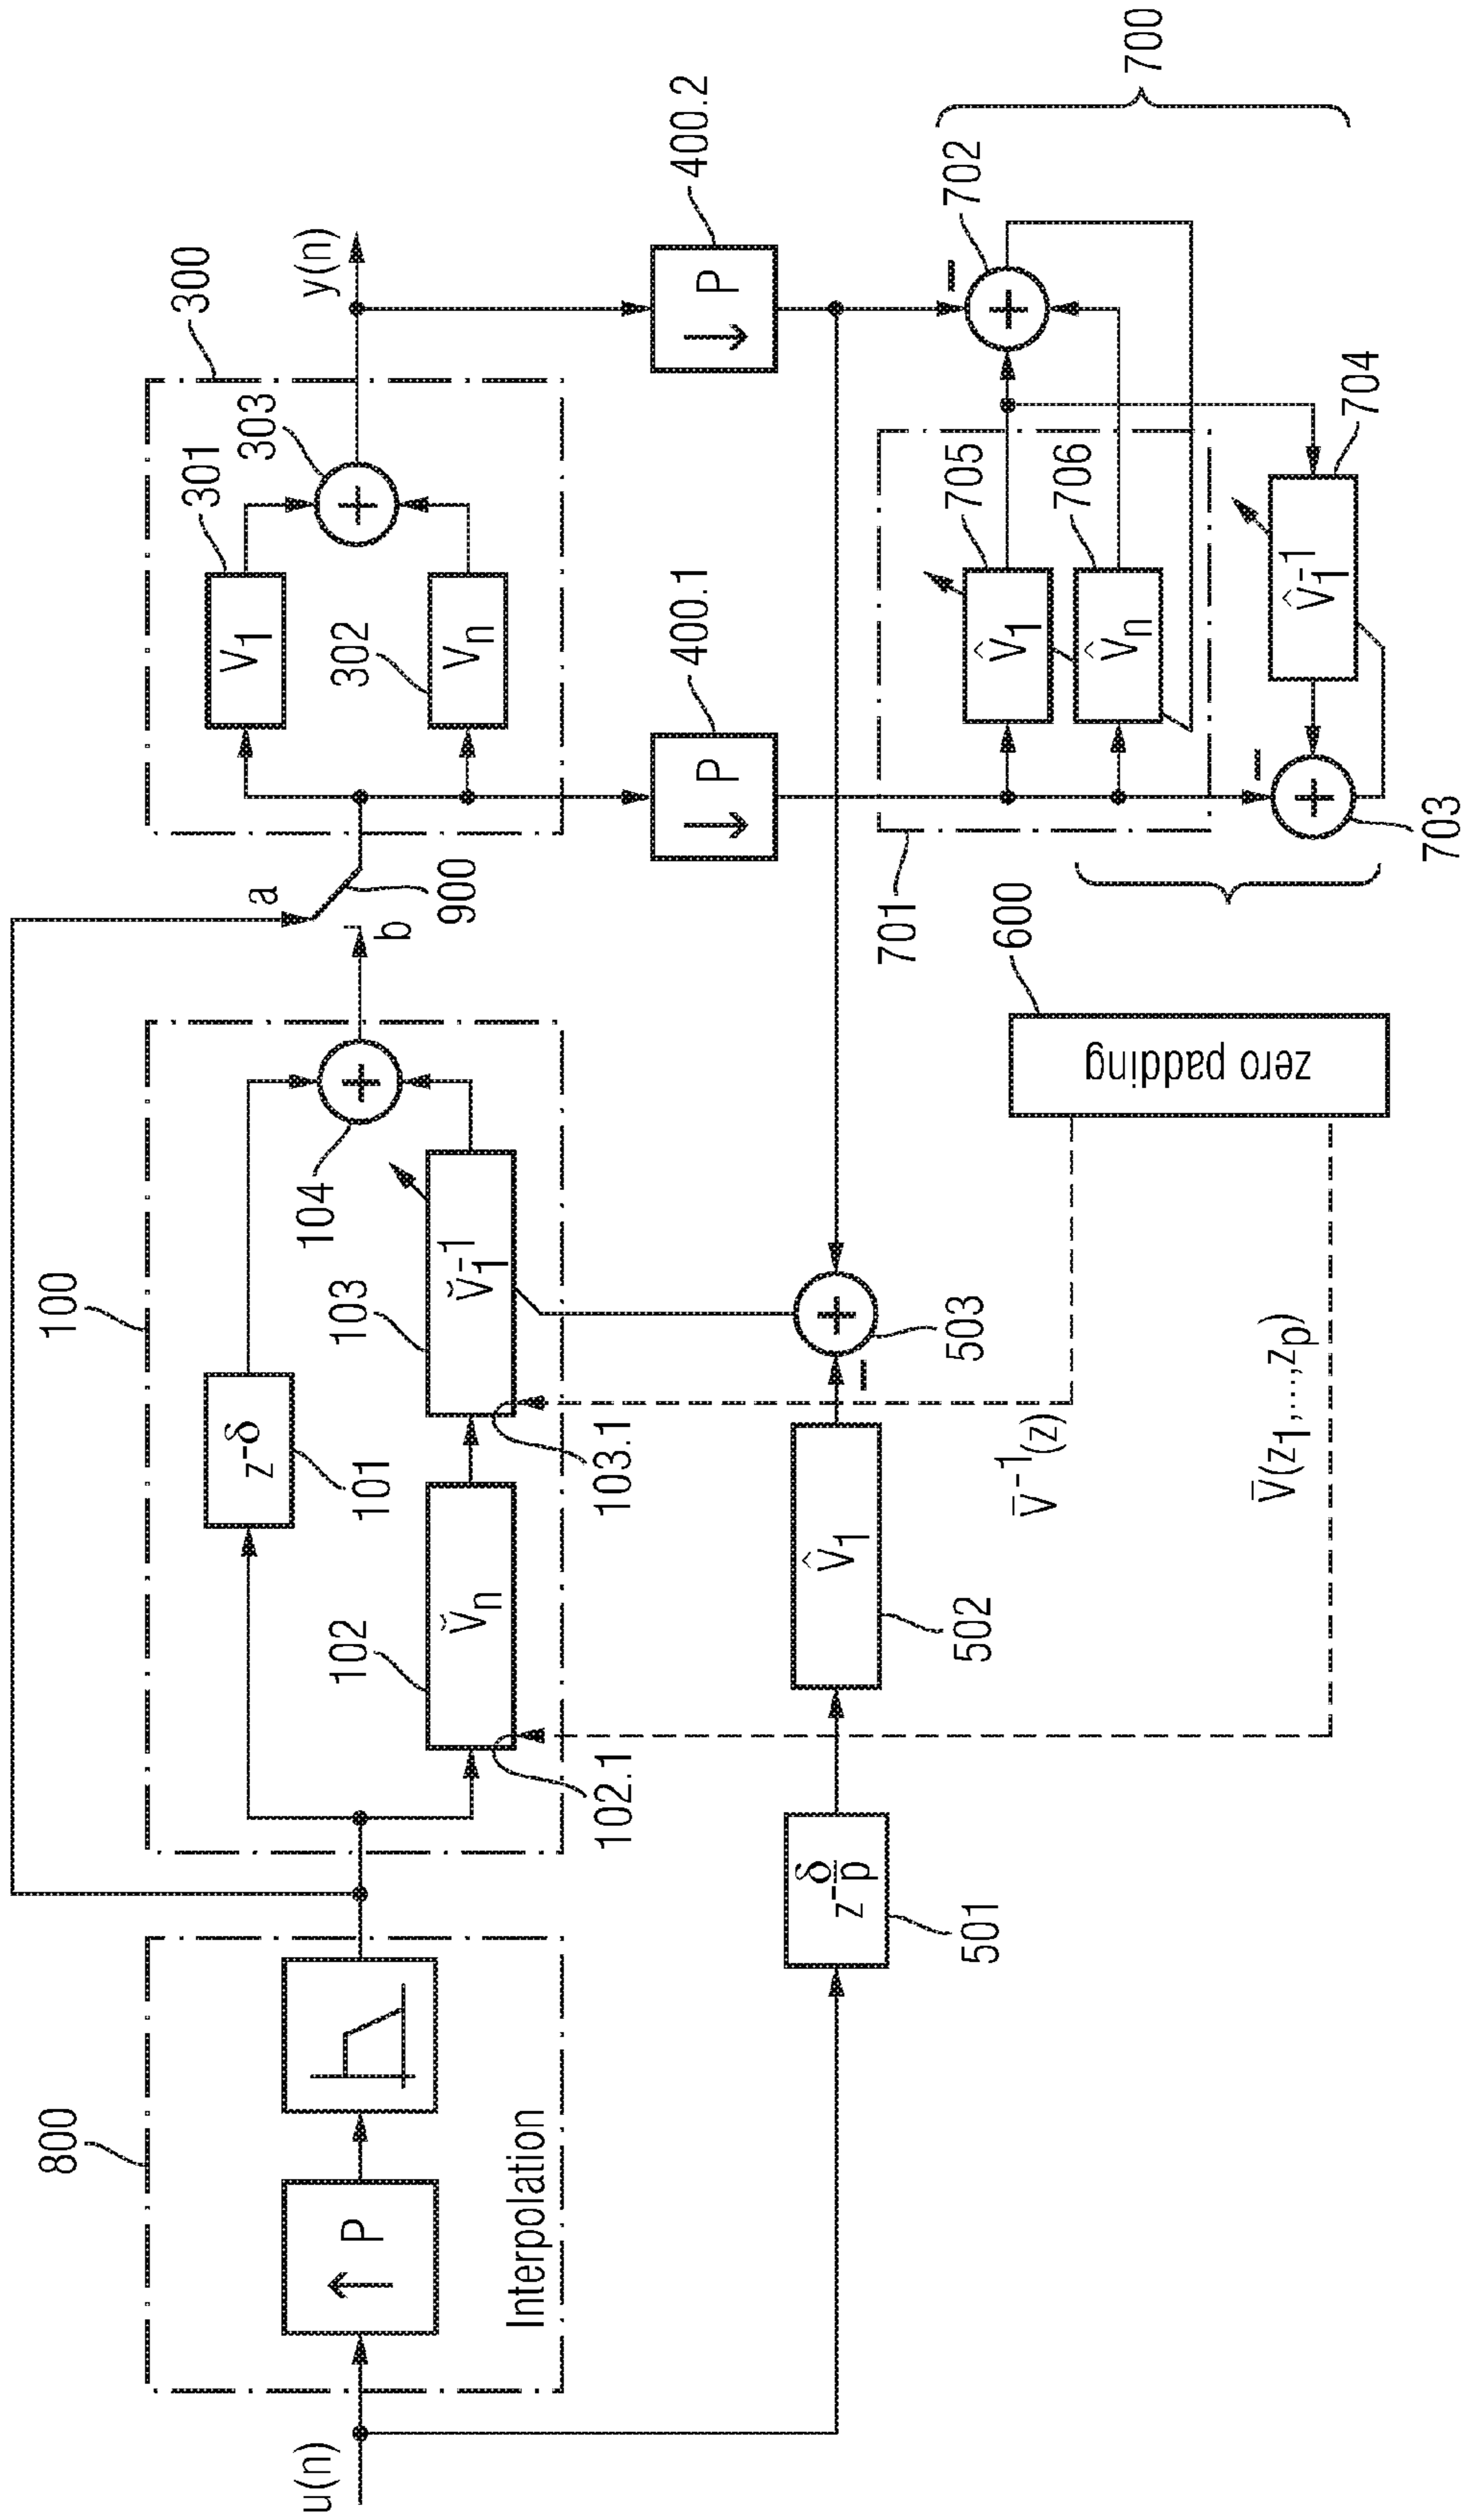 800
100
300
a
u(n)
↑ P
Interpolation
z^-δ
101
102
V̌n
102.1
103
V̌1^-1
103.1
104
b
900
301
V1
302
Vn
303
y(n)
400.1
↓ P
400.2
↓ P
z^-δ/p
501
V̂1
502
503
V̄^-1(z)
V̄(z1,...,zp)
600
zero padding
701
V̂1
705
V̂n
706
702
700
V̂1^-1
704
703